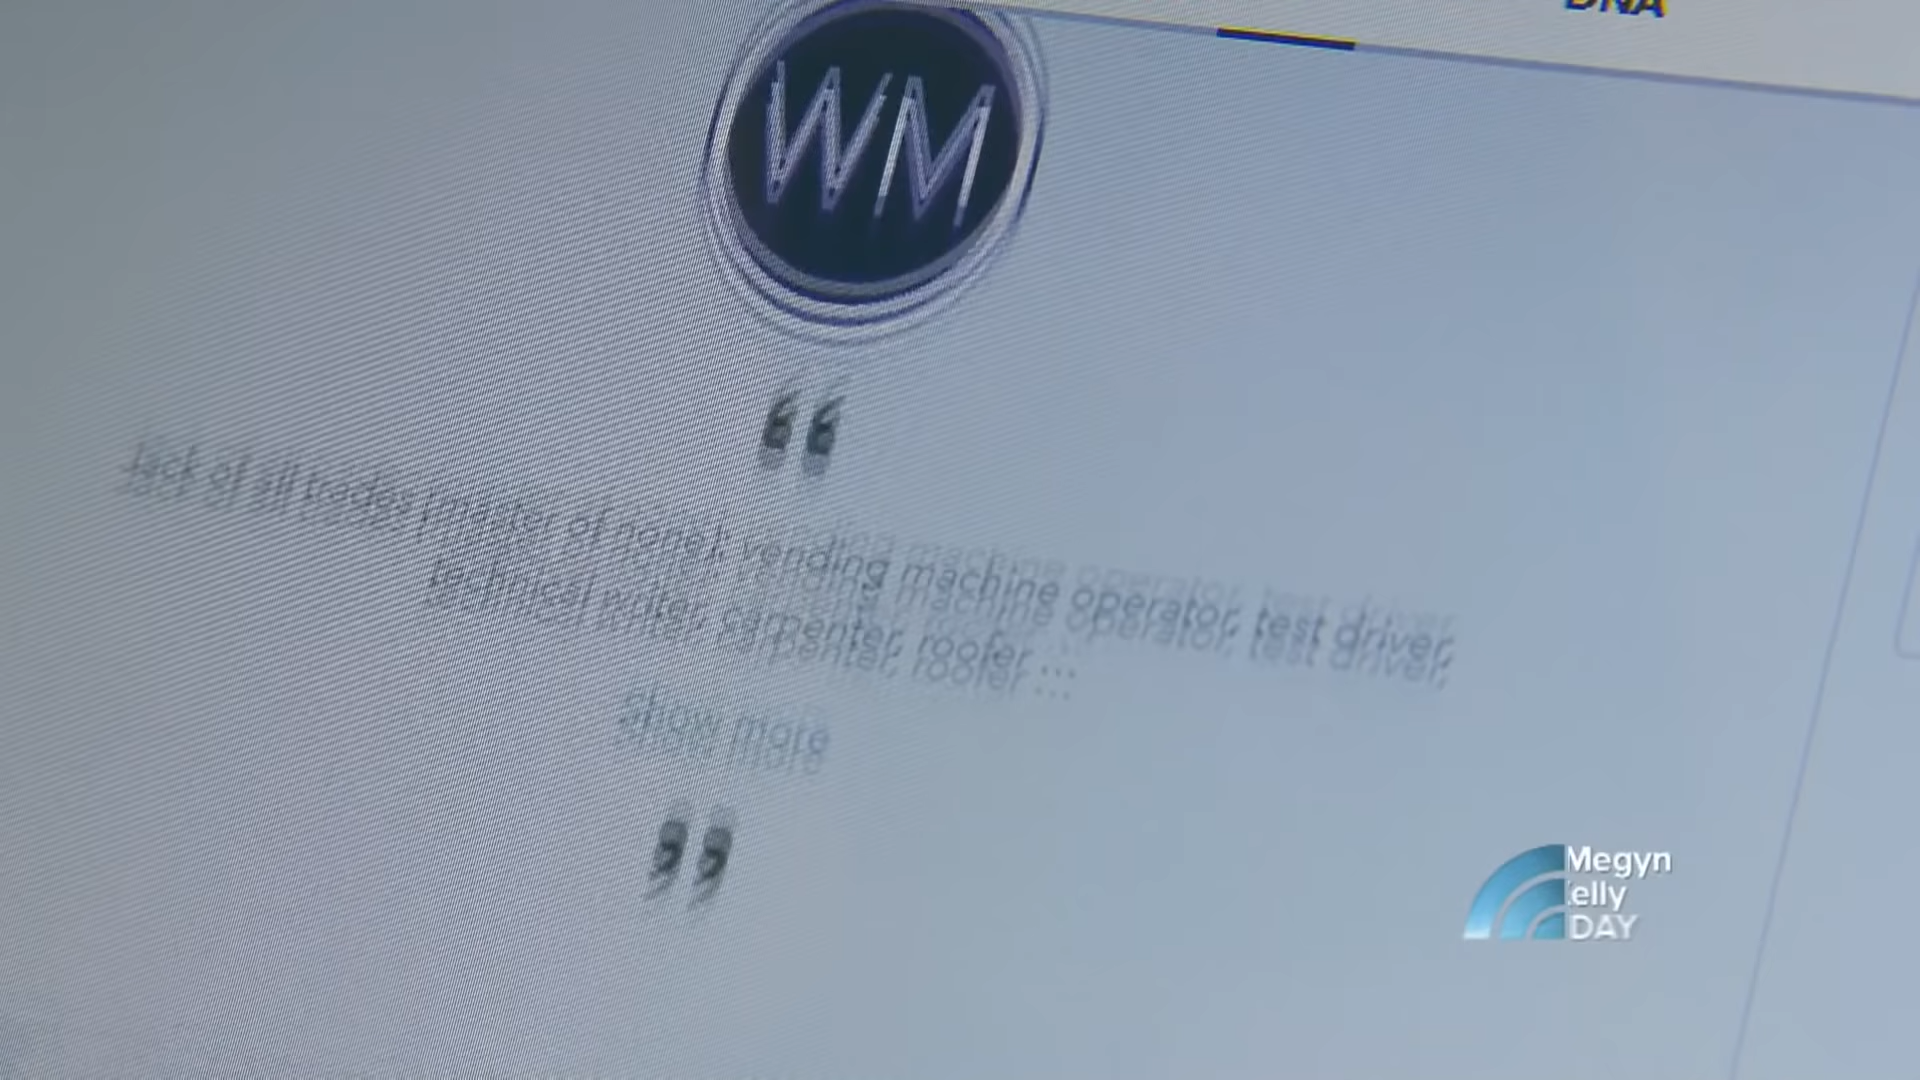 DNA
WM
“
Jack of all trades (master of none): vending machine operator, test driver,
technical writer, carpenter, roofer ...
Show more
”
Megyn
elly
DAY